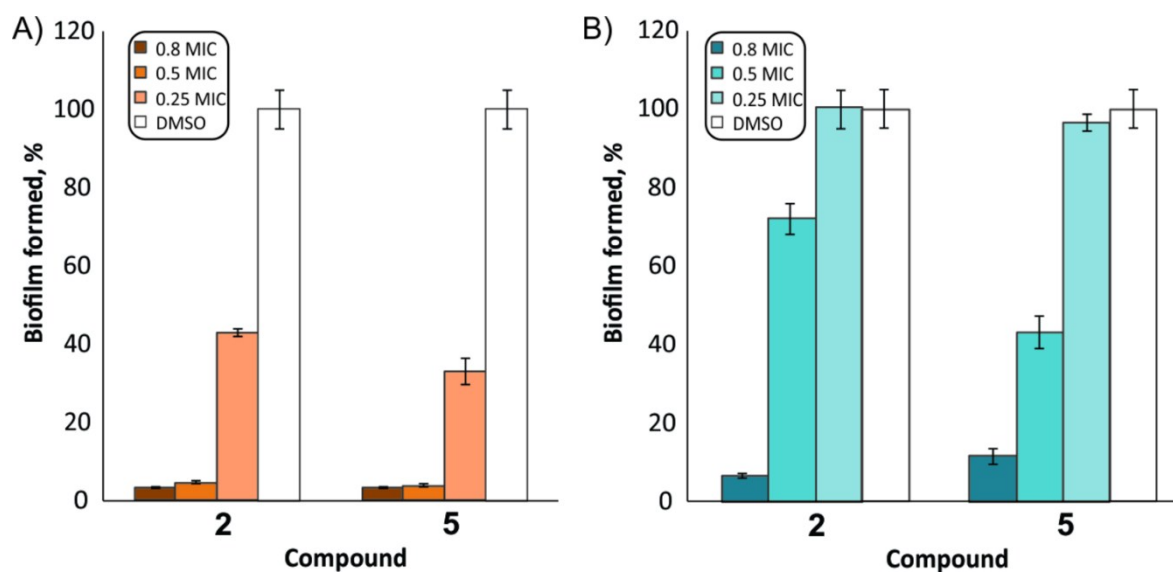 A)
120
100
80
60
40
20
0
Biofilm formed, %
0.8 MIC
0.5 MIC
0.25 MIC
DMSO
2 5
Compound
B)
120
100
80
60
40
20
0
Biofilm formed, %
0.8 MIC
0.5 MIC
0.25 MIC
DMSO
2 5
Compound